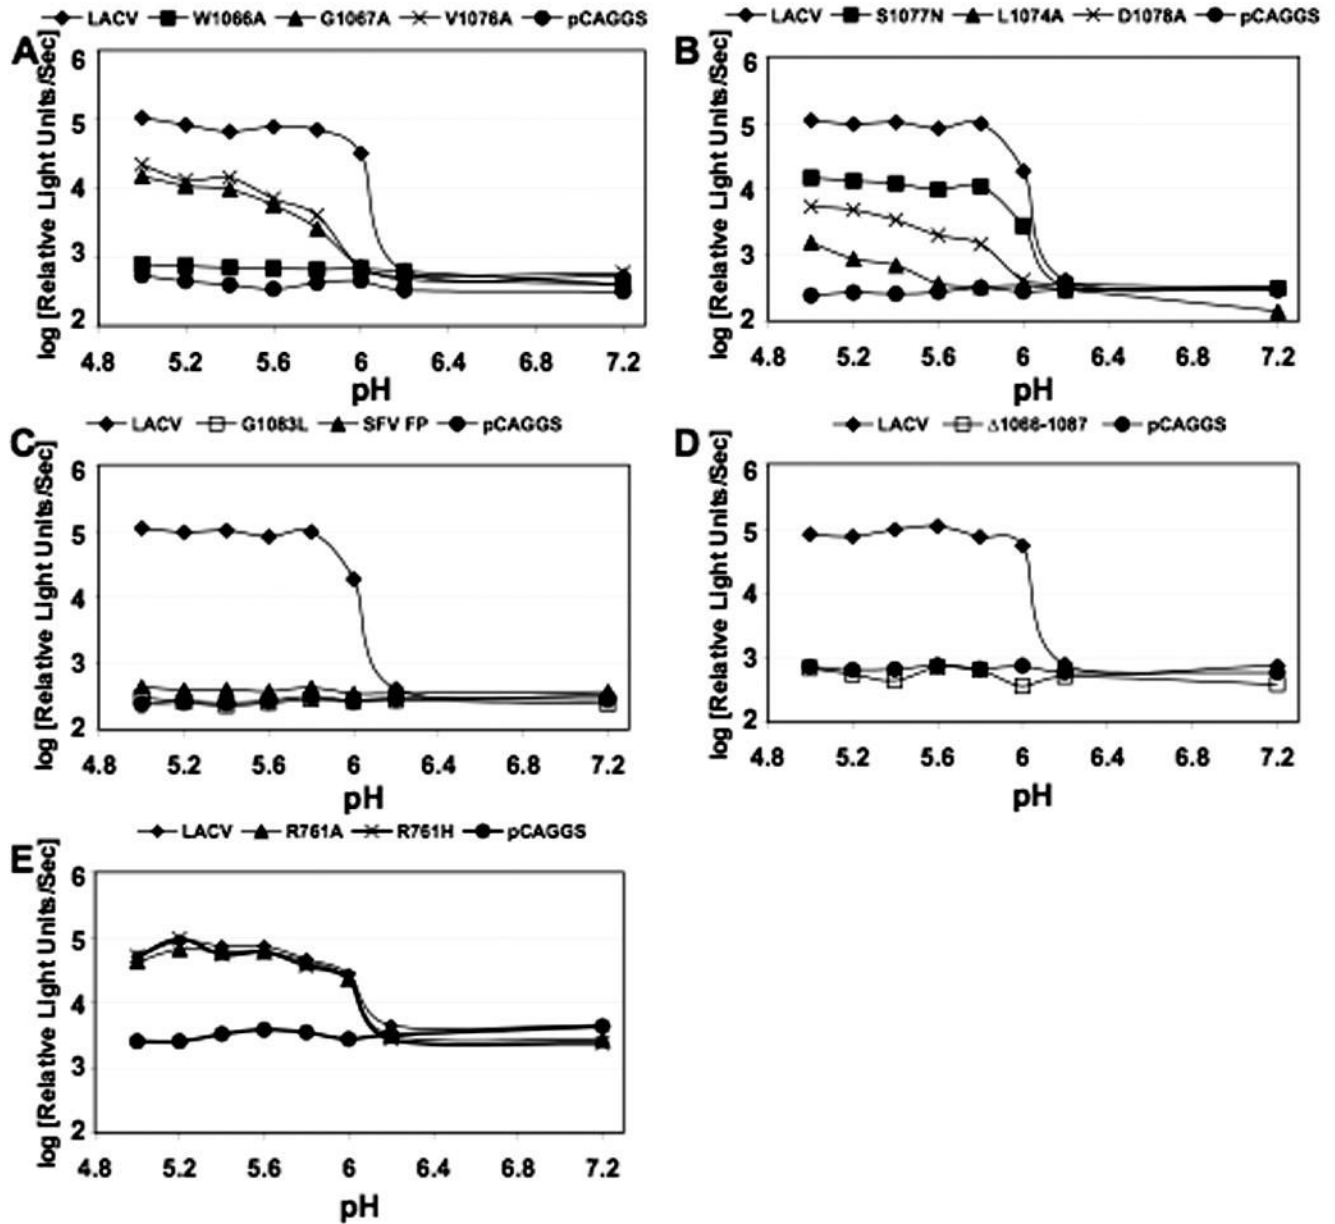 LACV W1066A G1067A V1076A pCAGGS
A
log [Relative Light Units/Sec]
6
5
4
3
2
4.8 5.2 5.6 6 6.4 6.8 7.2
pH
LACV S1077N L1074A D1078A pCAGGS
B
log [Relative Light Units/Sec]
6
5
4
3
2
4.8 5.2 5.6 6 6.4 6.8 7.2
pH
LACV G1083L SFV FP pCAGGS
C
log [Relative Light Units/Sec]
6
5
4
3
2
4.8 5.2 5.6 6 6.4 6.8 7.2
pH
LACV Δ1066-1087 pCAGGS
D
log [Relative Light Units/Sec]
6
5
4
3
2
4.8 5.2 5.6 6 6.4 6.8 7.2
pH
LACV R761A R761H pCAGGS
E
log [Relative Light Units/Sec]
6
5
4
3
2
4.8 5.2 5.6 6 6.4 6.8 7.2
pH